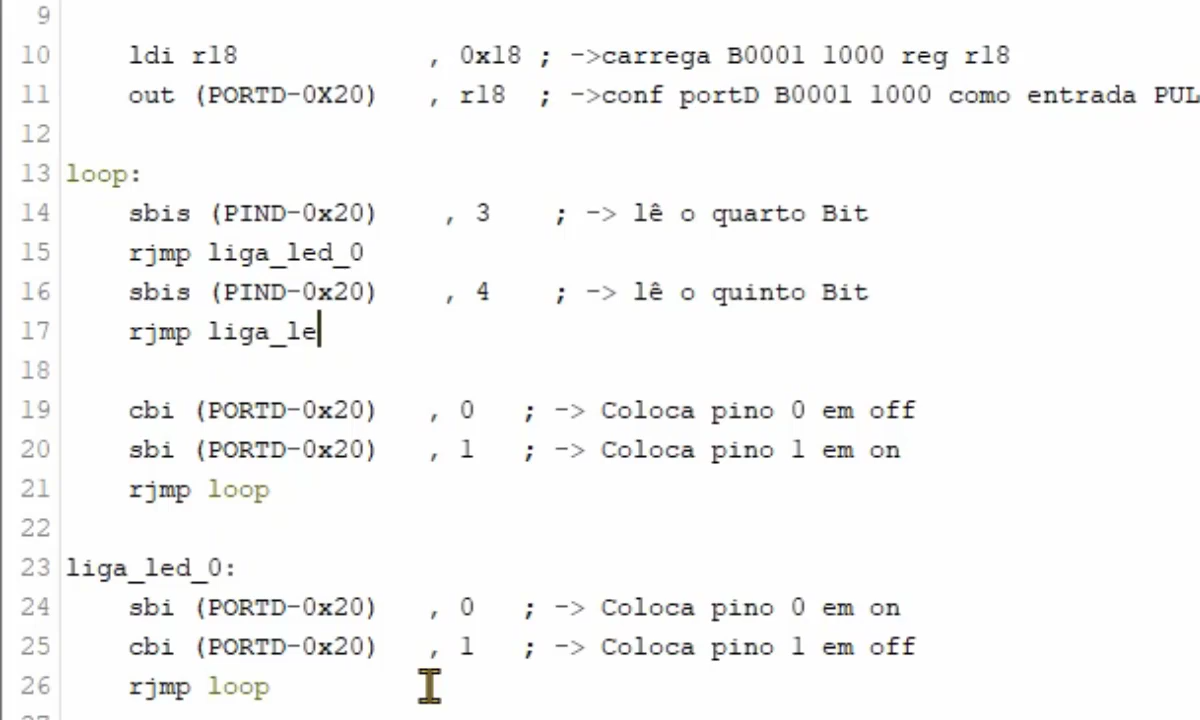 9
10 ldi r18 , 0x18 ; ->carrega B0001 1000 reg r18
11 out (PORTD-0X20) , r18 ; ->conf portD B0001 1000 como entrada PUL
12
13 loop:
14 sbis (PIND-0x20) , 3 ; -> lê o quarto Bit
15 rjmp liga_led_0
16 sbis (PIND-0x20) , 4 ; -> lê o quinto Bit
17 rjmp liga_le
18
19 cbi (PORTD-0x20) , 0 ; -> Coloca pino 0 em off
20 sbi (PORTD-0x20) , 1 ; -> Coloca pino 1 em on
21 rjmp loop
22
23 liga_led_0:
24 sbi (PORTD-0x20) , 0 ; -> Coloca pino 0 em on
25 cbi (PORTD-0x20) , 1 ; -> Coloca pino 1 em off
26 rjmp loop